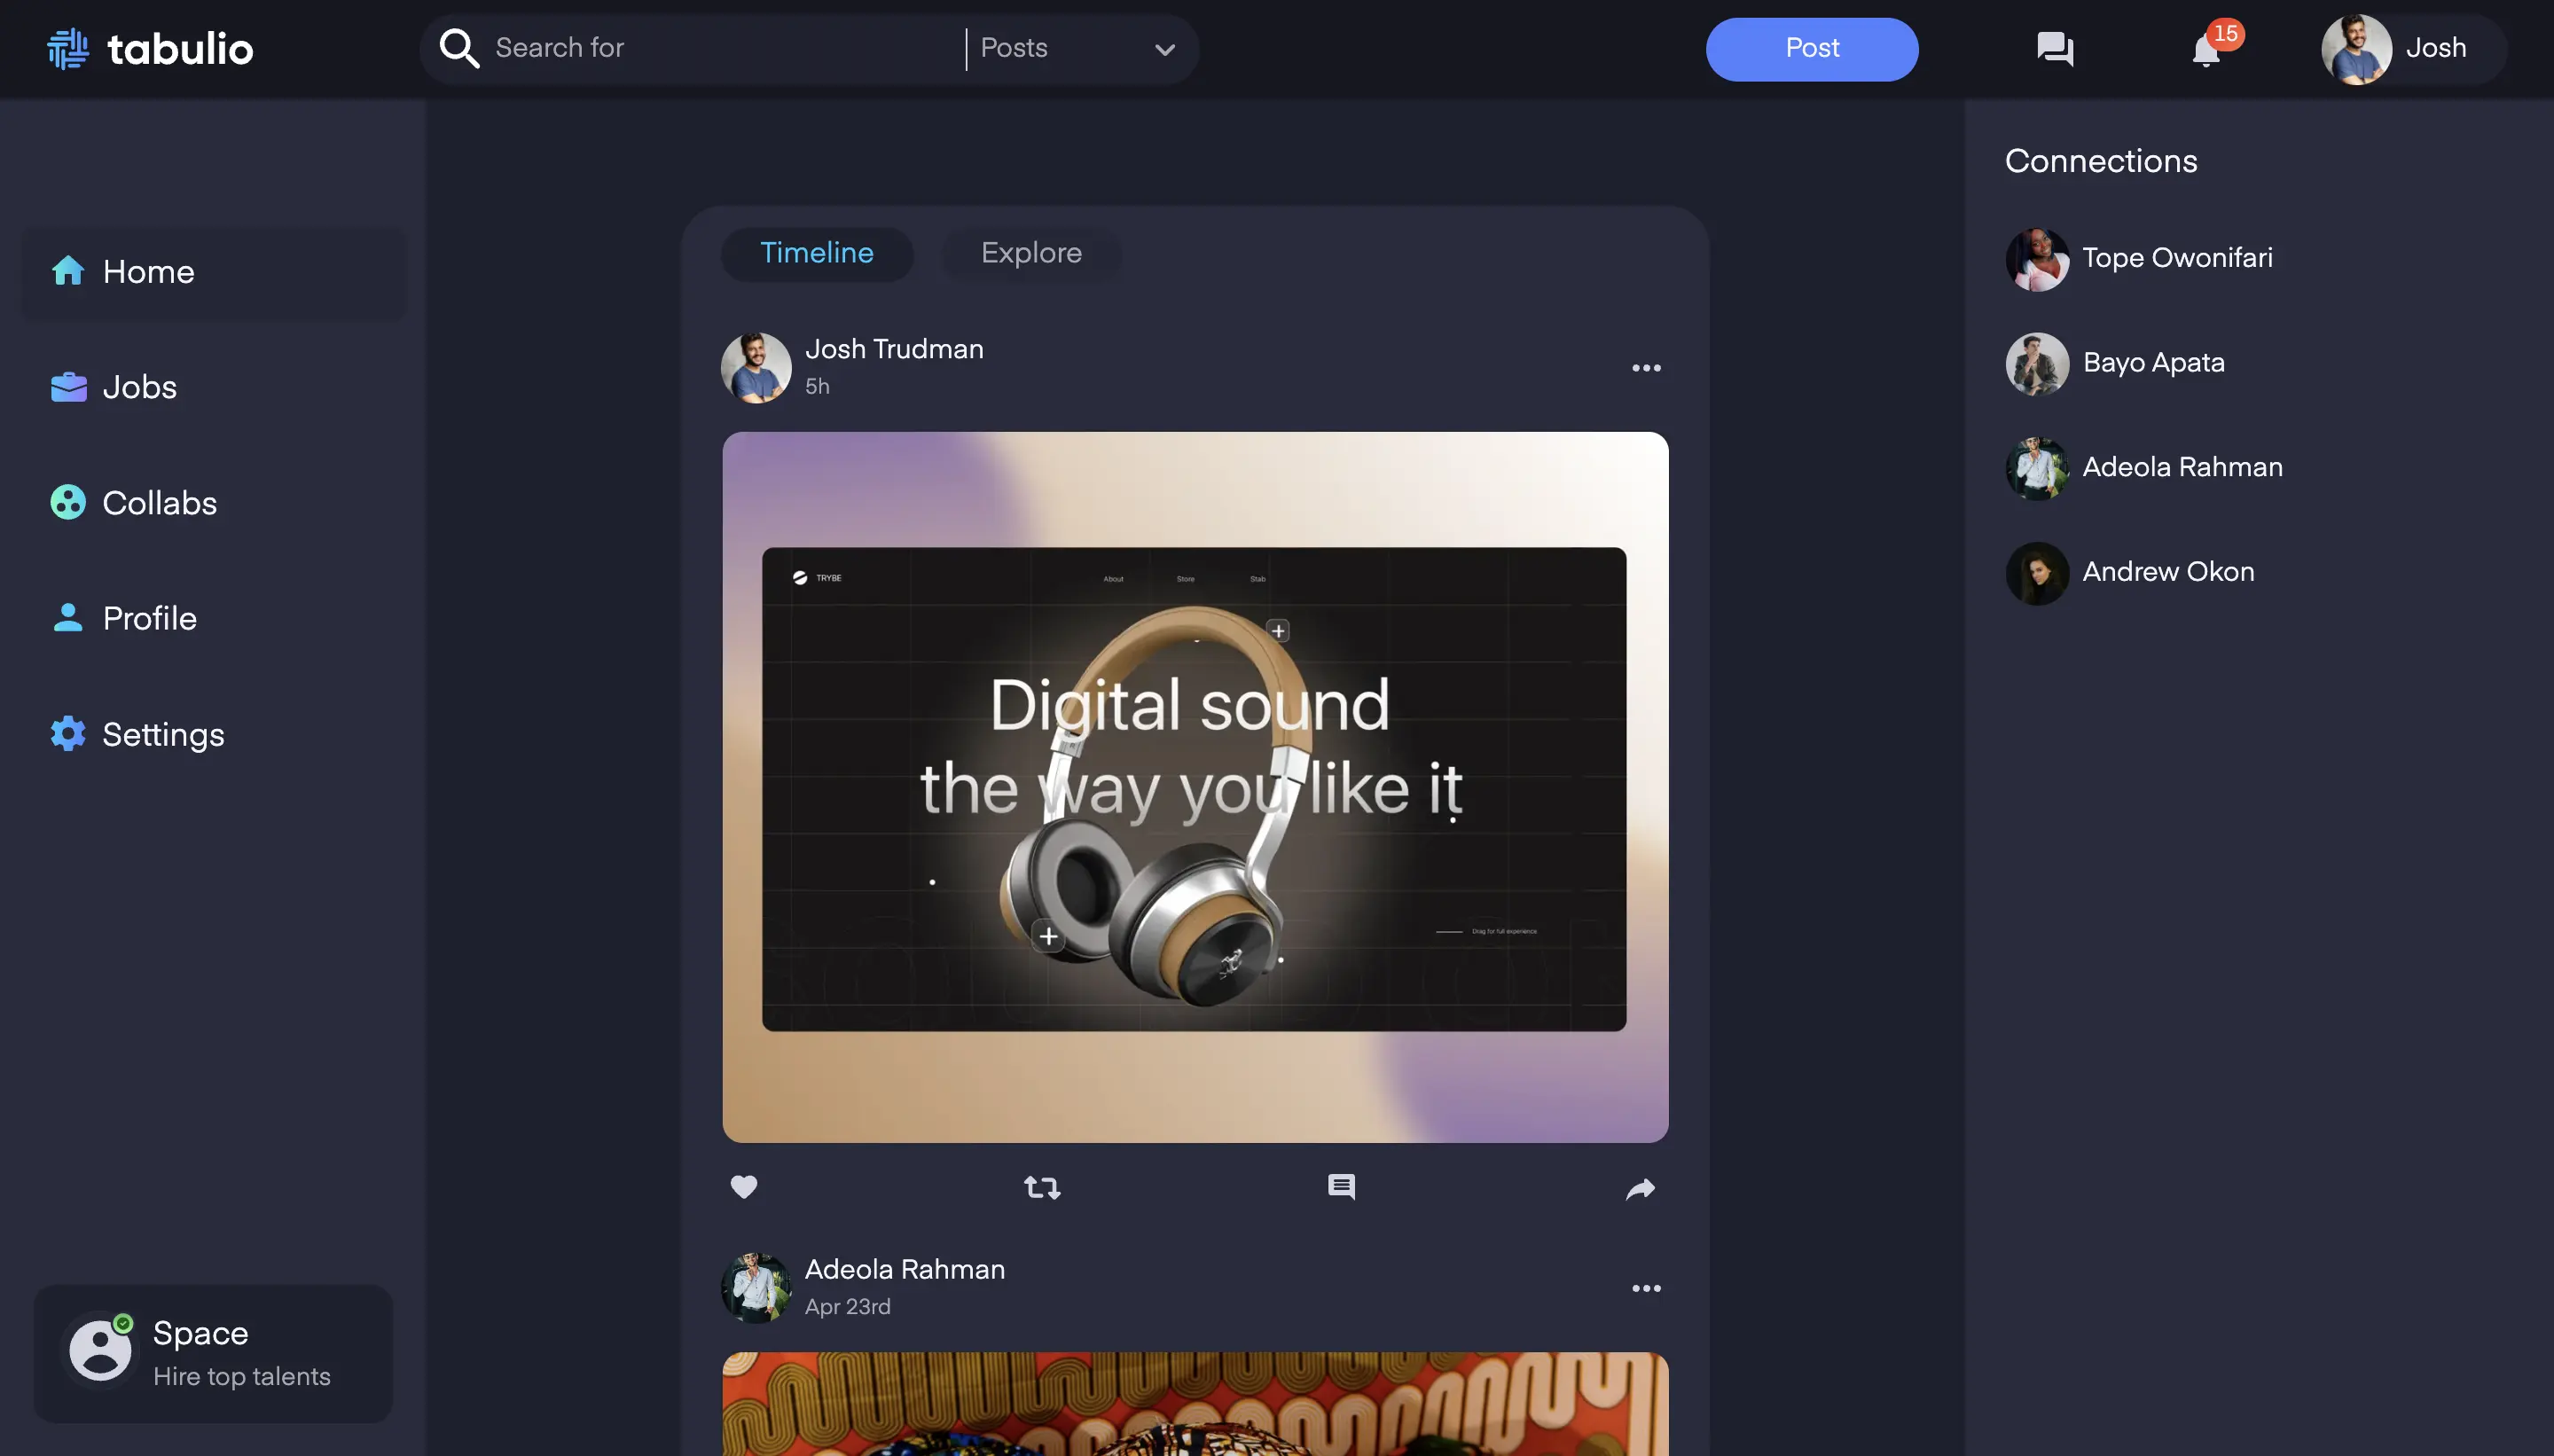 tabulio
Search for
Posts
Post
15
Josh
Home
Jobs
Collabs
Profile
Settings
Space
Hire top talents
Timeline
Explore
Josh Trudman
5h
TRYBE
About
Store
Stab
Digital sound
the way you like it
Drag for full experience
Adeola Rahman
Apr 23rd
Connections
Tope Owonifari
Bayo Apata
Adeola Rahman
Andrew Okon